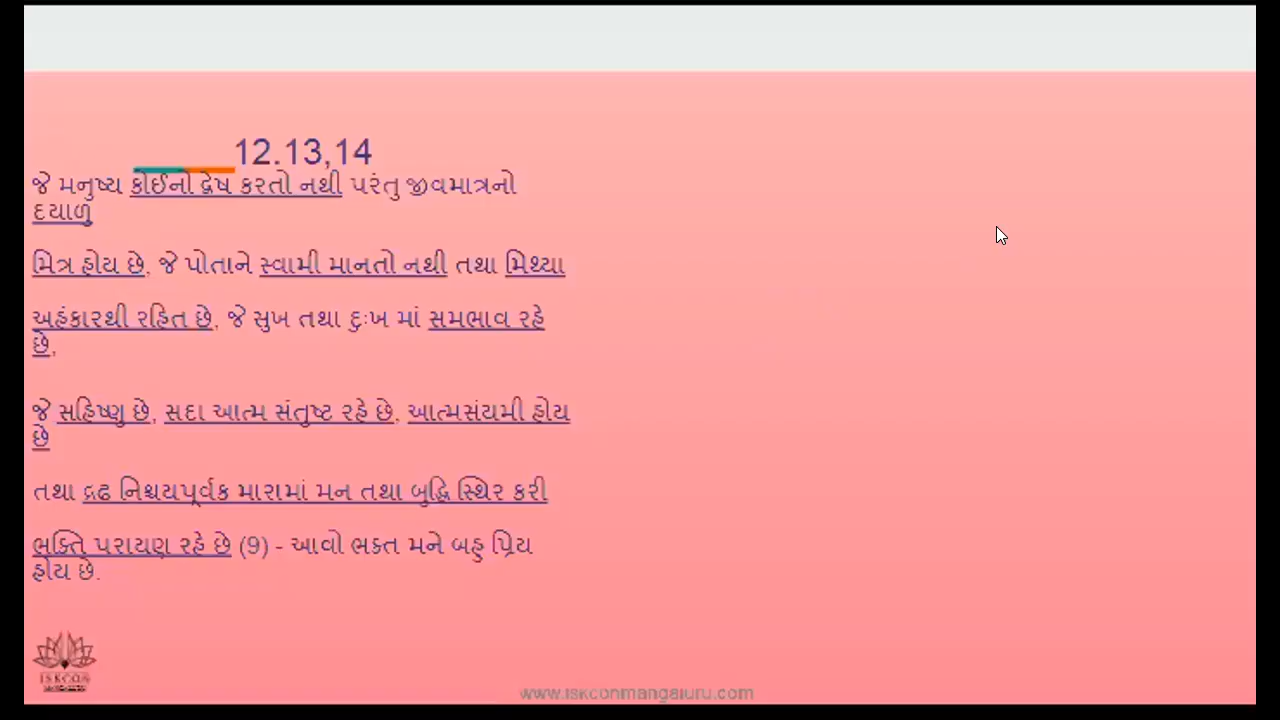 12.13,14
જે મનુષ્ય કોઈનો દ્વેષ કરતો નથી પરંતુ જીવમાત્રનો
દયાળુ
મિત્ર હોય છે, જે પોતાને સ્વામી માનતો નથી તથા મિથ્યા
અહંકારથી રહિત છે, જે સુખ તથા દુઃખ માં સમભાવ રહે
છે,
જે સહિષ્ણુ છે, સદા આત્મ સંતુષ્ટ રહે છે, આત્મસંયમી હોય
છે
તથા દ્રઢ નિશ્ચયપૂર્વક મારામાં મન તથા બુદ્ધિ સ્થિર કરી
ભક્તિ પરાયણ રહે છે (9) - આવો ભક્ત મને બહુ પ્રિય
હોય છે.
ISKCON
www.iskconmangaluru.com